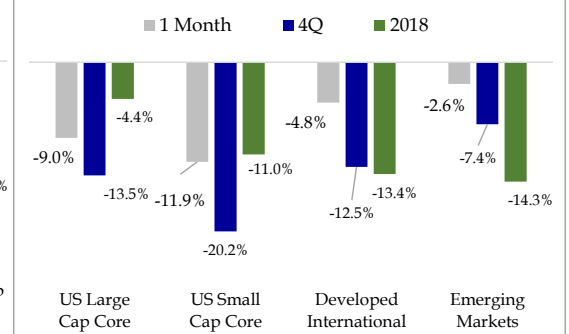 1 Month 4Q 2018
-9.0% -13.5% -4.4%
-11.9% -20.2% -11.0%
-4.8% -12.5% -13.4%
-2.6% -7.4% -14.3%
US Large
Cap Core
US Small
Cap Core
Developed
International
Emerging
Markets